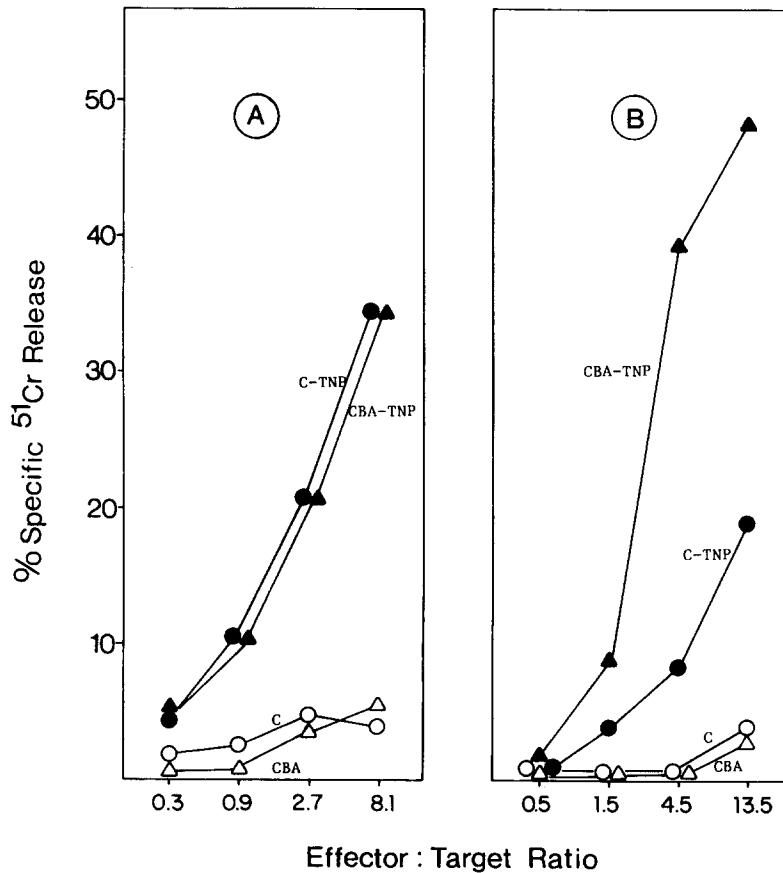 % Specific ⁵¹Cr Release
50
40
30
20
10
A
C-TNP
CBA-TNP
C
CBA
0.3 0.9 2.7 8.1
B
CBA-TNP
C-TNP
C
CBA
0.5 1.5 4.5 13.5
Effector : Target Ratio